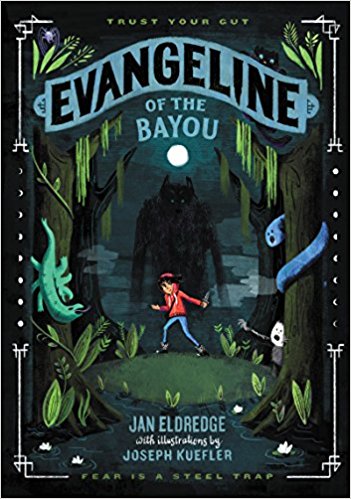 TRUST YOUR GUT
EVANGELINE
OF THE
BAYOU
JAN ELDREDGE
with illustrations by
JOSEPH KUEFLER
FEAR IS A STEEL TRAP